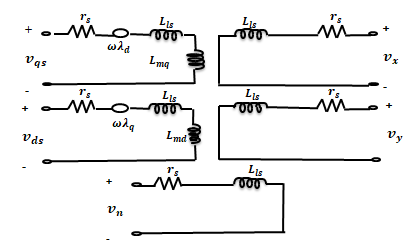 + r_s L_ls L_ls r_s +
v_qs ωλ_d L_mq v_x
- r_s L_ls L_ls r_s -
+ ωλ_q
v_ds L_md v_y
- r_s L_ls
+
v_n
-